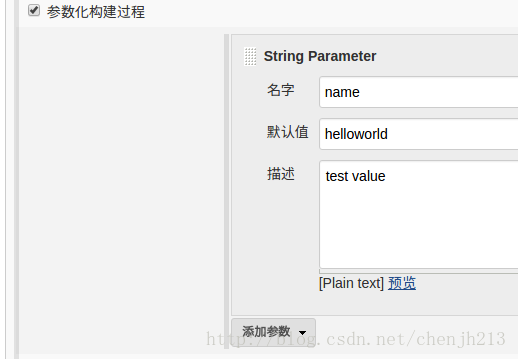 参数化构建过程
String Parameter
名字 name
默认值 helloworld
描述 test value
[Plain text] 预览
添加参数
http://blog.csdn.net/chenjh213